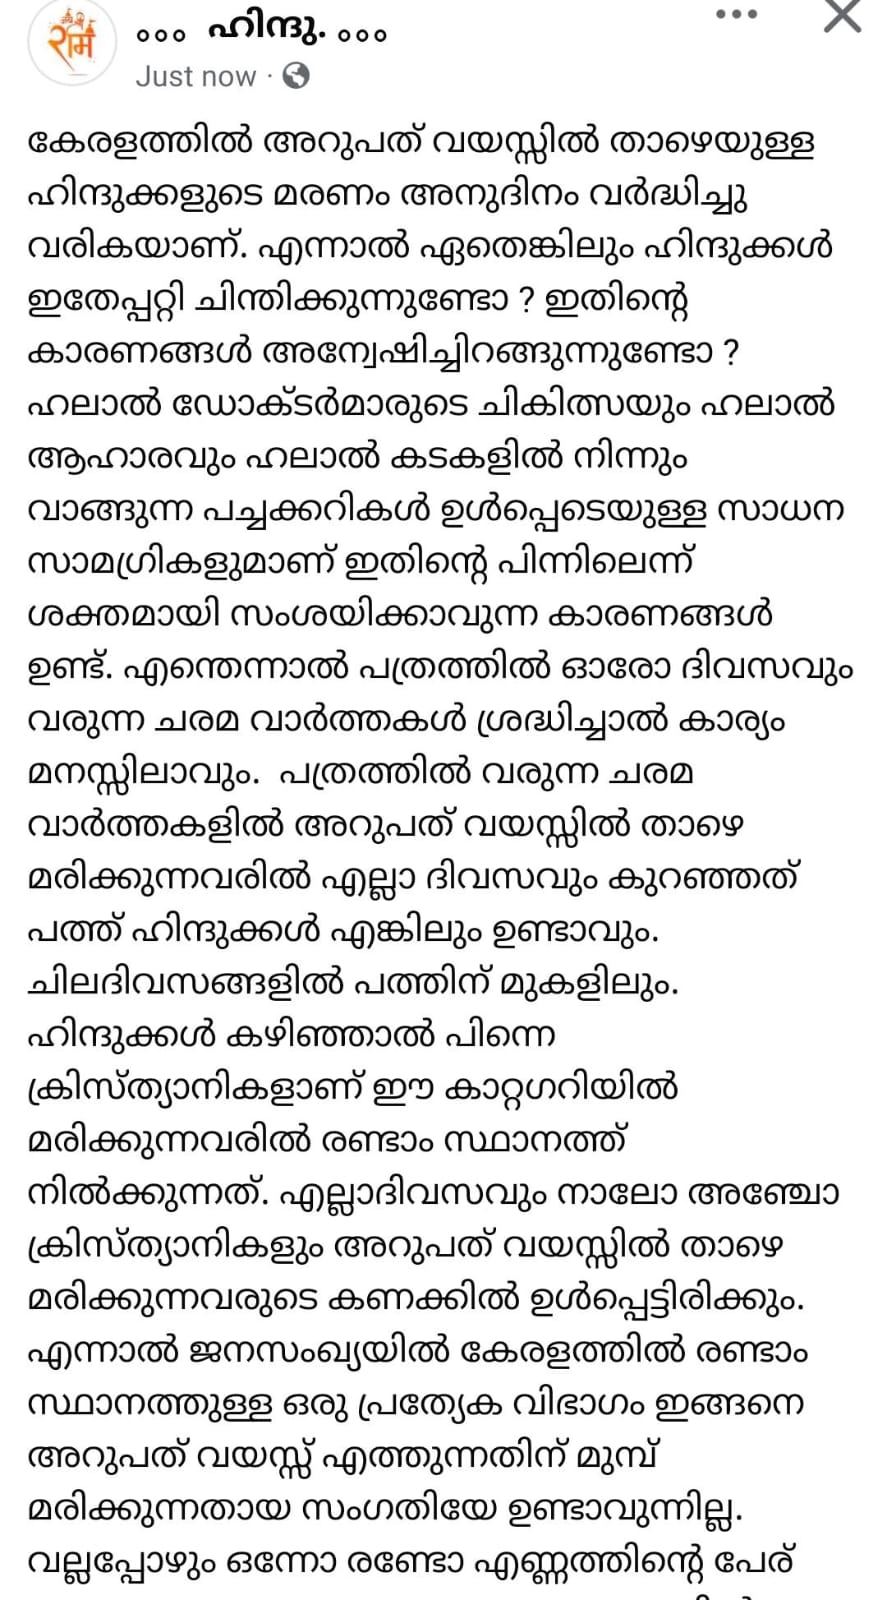 राम
ഹിന്ദു.
Just now
കേരളത്തിൽ അറുപത് വയസ്സിൽ താഴെയുള്ള
ഹിന്ദുക്കളുടെ മരണം അനുദിനം വർദ്ധിച്ചു
വരികയാണ്. എന്നാൽ ഏതെങ്കിലും ഹിന്ദുക്കൾ
ഇതേപ്പറ്റി ചിന്തിക്കുന്നുണ്ടോ ? ഇതിന്റെ
കാരണങ്ങൾ അന്വേഷിച്ചിറങ്ങുന്നുണ്ടോ ?
ഹലാൽ ഡോക്ടർമാരുടെ ചികിത്സയും ഹലാൽ
ആഹാരവും ഹലാൽ കടകളിൽ നിന്നും
വാങ്ങുന്ന പച്ചക്കറികൾ ഉൾപ്പെടെയുള്ള സാധന
സാമഗ്രികളുമാണ് ഇതിന്റെ പിന്നിലെന്ന്
ശക്തമായി സംശയിക്കാവുന്ന കാരണങ്ങൾ
ഉണ്ട്. എന്തെന്നാൽ പത്രത്തിൽ ഓരോ ദിവസവും
വരുന്ന ചരമ വാർത്തകൾ ശ്രദ്ധിച്ചാൽ കാര്യം
മനസ്സിലാവും. പത്രത്തിൽ വരുന്ന ചരമ
വാർത്തകളിൽ അറുപത് വയസ്സിൽ താഴെ
മരിക്കുന്നവരിൽ എല്ലാ ദിവസവും കുറഞ്ഞത്
പത്ത് ഹിന്ദുക്കൾ എങ്കിലും ഉണ്ടാവും.
ചിലദിവസങ്ങളിൽ പത്തിന് മുകളിലും.
ഹിന്ദുക്കൾ കഴിഞ്ഞാൽ പിന്നെ
ക്രിസ്ത്യാനികളാണ് ഈ കാറ്റഗറിയിൽ
മരിക്കുന്നവരിൽ രണ്ടാം സ്ഥാനത്ത്
നിൽക്കുന്നത്. എല്ലാദിവസവും നാലോ അഞ്ചോ
ക്രിസ്ത്യാനികളും അറുപത് വയസ്സിൽ താഴെ
മരിക്കുന്നവരുടെ കണക്കിൽ ഉൾപ്പെട്ടിരിക്കും.
എന്നാൽ ജനസംഖ്യയിൽ കേരളത്തിൽ രണ്ടാം
സ്ഥാനത്തുള്ള ഒരു പ്രത്യേക വിഭാഗം ഇങ്ങനെ
അറുപത് വയസ്സ് എത്തുന്നതിന് മുമ്പ്
മരിക്കുന്നതായ സംഗതിയേ ഉണ്ടാവുന്നില്ല.
വല്ലപ്പോഴും ഒന്നോ രണ്ടോ എണ്ണത്തിന്റെ പേര്